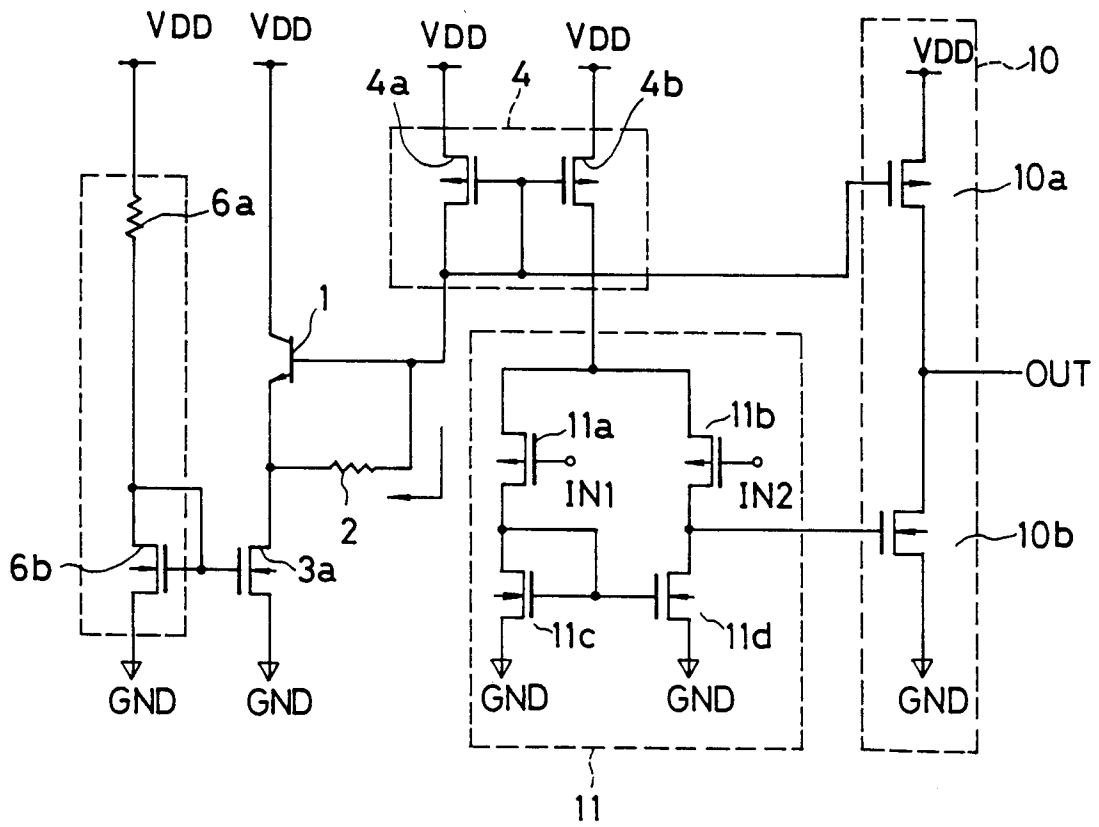 VDD VDD
VDD VDD
VDD
10
4a 4 4b
6a
10a
1
OUT
11a 11b
IN1 IN2
2
6b 3a
10b
11c 11d
GND GND
GND GND GND
11